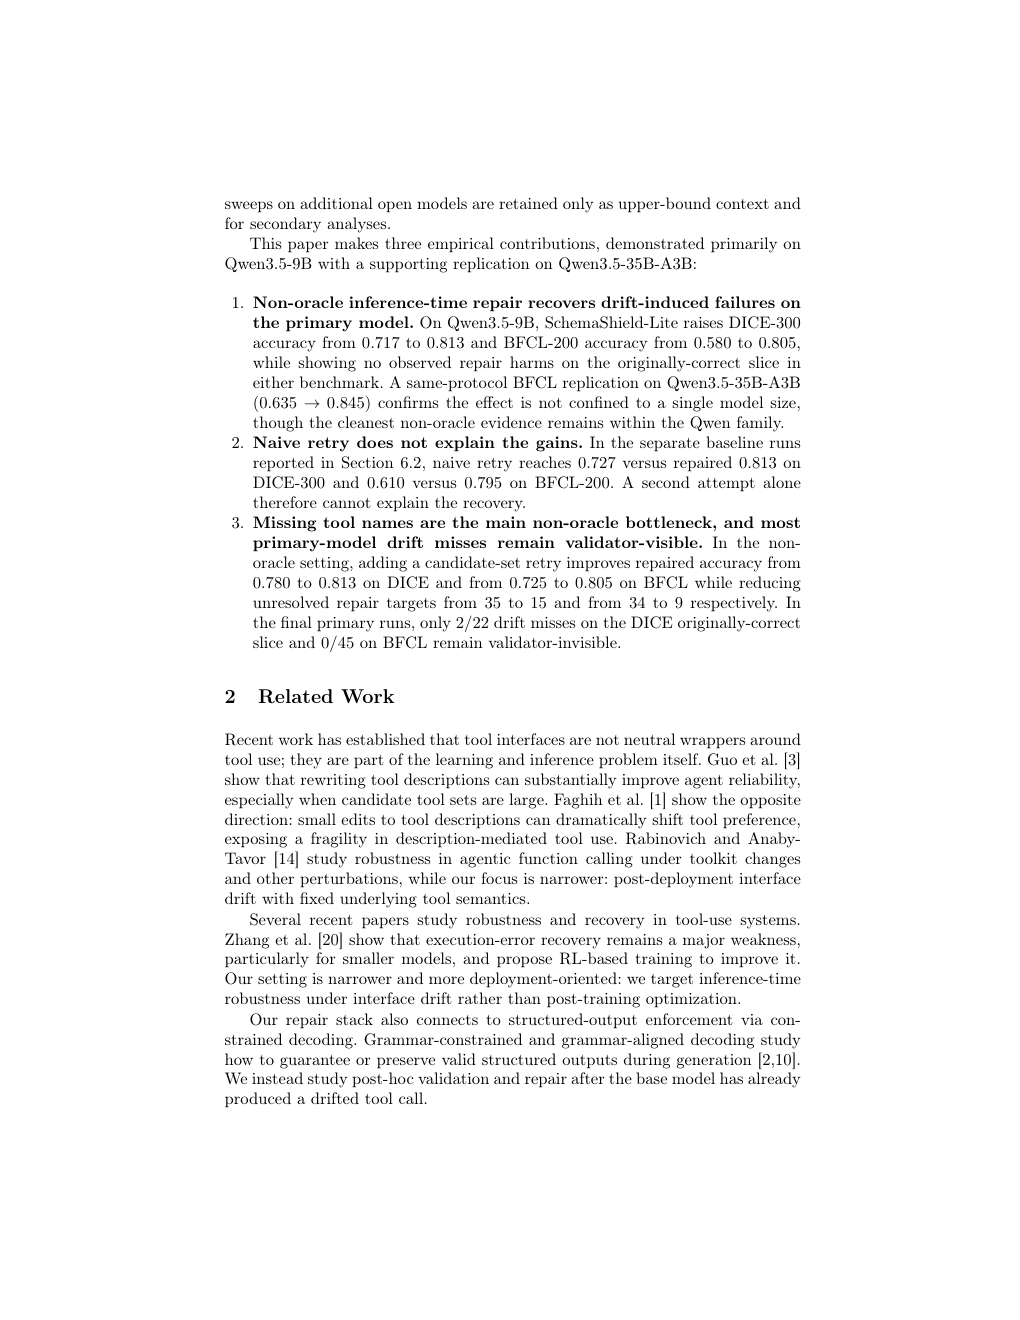 sweeps on additional open models are retained only as upper-bound context and
for secondary analyses.
This paper makes three empirical contributions, demonstrated primarily on
Qwen3.5-9B with a supporting replication on Qwen3.5-35B-A3B:
1. Non-oracle inference-time repair recovers drift-induced failures on
the primary model. On Qwen3.5-9B, SchemaShield-Lite raises DICE-300
accuracy from 0.717 to 0.813 and BFCL-200 accuracy from 0.580 to 0.805,
while showing no observed repair harms on the originally-correct slice in
either benchmark. A same-protocol BFCL replication on Qwen3.5-35B-A3B
(0.635 → 0.845) confirms the effect is not confined to a single model size,
though the cleanest non-oracle evidence remains within the Qwen family.
2. Naive retry does not explain the gains. In the separate baseline runs
reported in Section 6.2, naive retry reaches 0.727 versus repaired 0.813 on
DICE-300 and 0.610 versus 0.795 on BFCL-200. A second attempt alone
therefore cannot explain the recovery.
3. Missing tool names are the main non-oracle bottleneck, and most
primary-model drift misses remain validator-visible. In the non-
oracle setting, adding a candidate-set retry improves repaired accuracy from
0.780 to 0.813 on DICE and from 0.725 to 0.805 on BFCL while reducing
unresolved repair targets from 35 to 15 and from 34 to 9 respectively. In
the final primary runs, only 2/22 drift misses on the DICE originally-correct
slice and 0/45 on BFCL remain validator-invisible.
2 Related Work
Recent work has established that tool interfaces are not neutral wrappers around
tool use; they are part of the learning and inference problem itself. Guo et al. [3]
show that rewriting tool descriptions can substantially improve agent reliability,
especially when candidate tool sets are large. Faghih et al. [1] show the opposite
direction: small edits to tool descriptions can dramatically shift tool preference,
exposing a fragility in description-mediated tool use. Rabinovich and Anaby-
Tavor [14] study robustness in agentic function calling under toolkit changes
and other perturbations, while our focus is narrower: post-deployment interface
drift with fixed underlying tool semantics.
Several recent papers study robustness and recovery in tool-use systems.
Zhang et al. [20] show that execution-error recovery remains a major weakness,
particularly for smaller models, and propose RL-based training to improve it.
Our setting is narrower and more deployment-oriented: we target inference-time
robustness under interface drift rather than post-training optimization.
Our repair stack also connects to structured-output enforcement via con-
strained decoding. Grammar-constrained and grammar-aligned decoding study
how to guarantee or preserve valid structured outputs during generation [2,10].
We instead study post-hoc validation and repair after the base model has already
produced a drifted tool call.